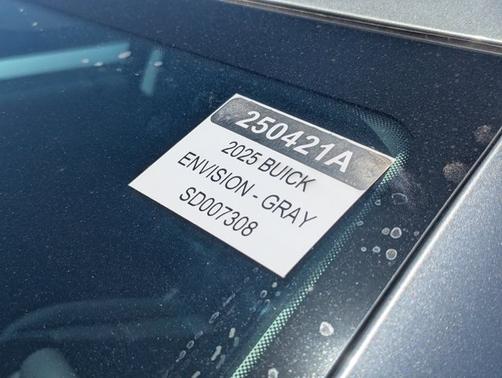 250421A
2025 BUICK
ENVISION - GRAY
SD007308